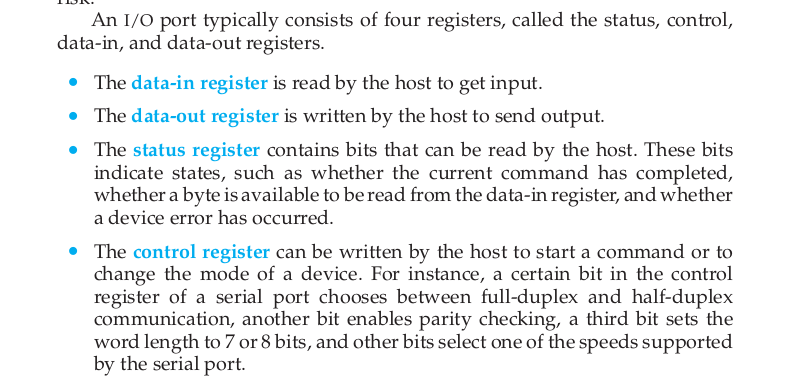 risk.
An I/O port typically consists of four registers, called the status, control,
data-in, and data-out registers.
• The data-in register is read by the host to get input.
• The data-out register is written by the host to send output.
• The status register contains bits that can be read by the host. These bits
indicate states, such as whether the current command has completed,
whether a byte is available to be read from the data-in register, and whether
a device error has occurred.
• The control register can be written by the host to start a command or to
change the mode of a device. For instance, a certain bit in the control
register of a serial port chooses between full-duplex and half-duplex
communication, another bit enables parity checking, a third bit sets the
word length to 7 or 8 bits, and other bits select one of the speeds supported
by the serial port.